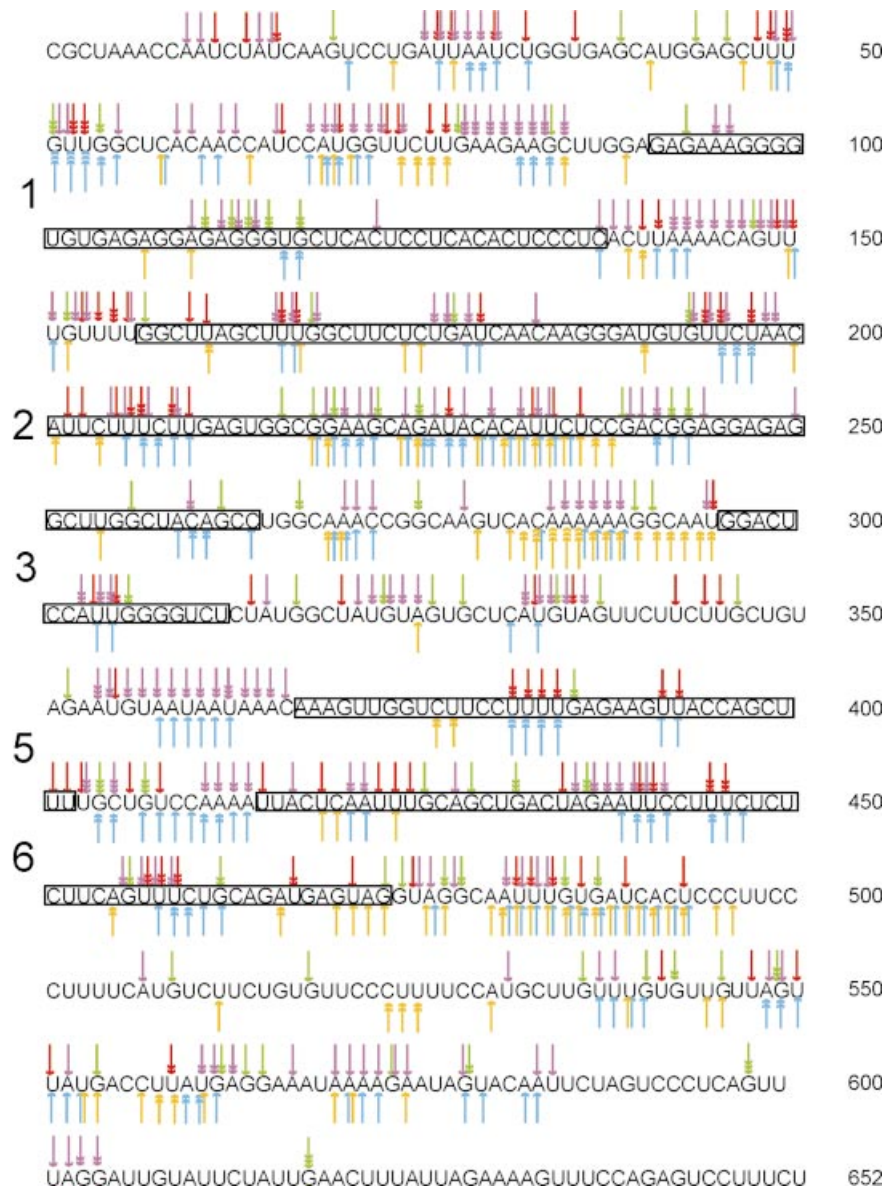 CGCUAAACCAAUCUAUCAAGUCCUGAUUAAUCUGGUGAGCAUGGAGCUUU 50
GUUGGCUCACAACCAUCCAUGGUUCUUGAAGAAGCUUGGAGAGAAAGGGG 100
1
UGUGAGAGGAGAGGGUGCUCACUCCUCACACUCCCUCACUUAAAACAGUU 150
UGUUUUGGCUUAGCUUUGGCUUCUCUGAUCAACAAGGGAUGUGUUCUAAC 200
2
AUUCUUUCUUGAGUGGCGGAAGCAGAUACACAUUCUCCGACGGAGGAGAG 250
GCUUGGCUACAGCCUGGCAAACCGGCAAGUCACAAAAAAGGCAAUGGACU 300
3
CCAUUGGGGUCUCUAUGGCUAUGUAGUGCUCAUGUAGUUCUUCUUGCUGU 350
AGAAUGUAAUAAUAAACAAAGUUGGUCUUCCUUUUGAGAAGUUACCAGCU 400
5
UUUGCUGUCCAAAAUUACUCAAUUUGCAGCUGACUAGAAUUCCUUUCUCU 450
6
CUUCAGUUUCUGCAGAUGAGUAGGUAGGCAAUUUGUGAUCACUCCCUUCC 500
CUUUUCAUGUCUUCUGUGUUCCCUUUUCCAUGCUUGUUUGUGUUGUUAGU 550
UAUGACCUUAUGAGGAAAUAAAAGAAUAGUACAAUUCUAGUCCCUCAGUU 600
UAGGAUUGUAUUCUAUUGAACUUUAUUAGAAAAGUUUCCAGAGUCCUUUCU 652